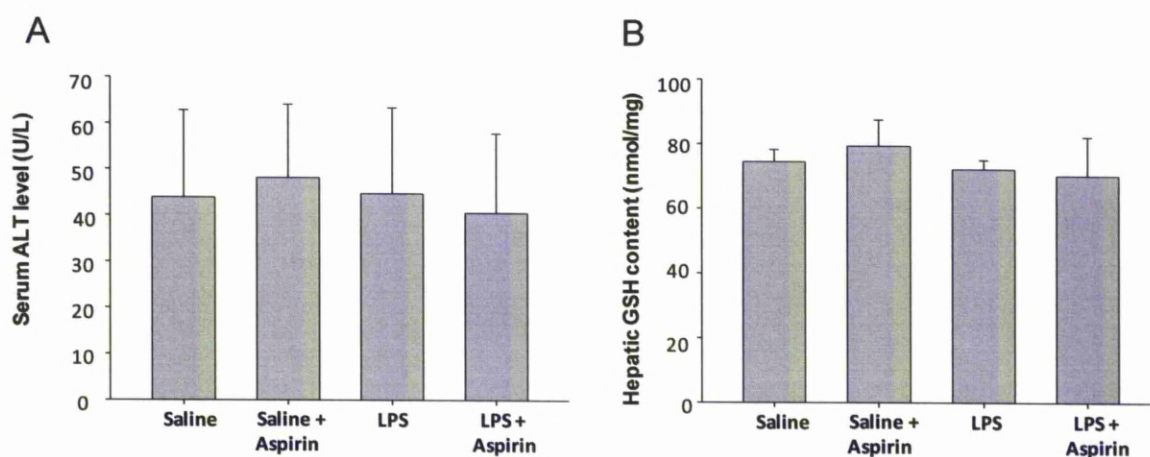 A
Serum ALT level (U/L)
70
60
50
40
30
20
10
0
Saline
Saline +
Aspirin
LPS
LPS +
Aspirin
B
Hepatic GSH content (nmol/mg)
100
80
60
40
20
0
Saline
Saline +
Aspirin
LPS
LPS +
Aspirin